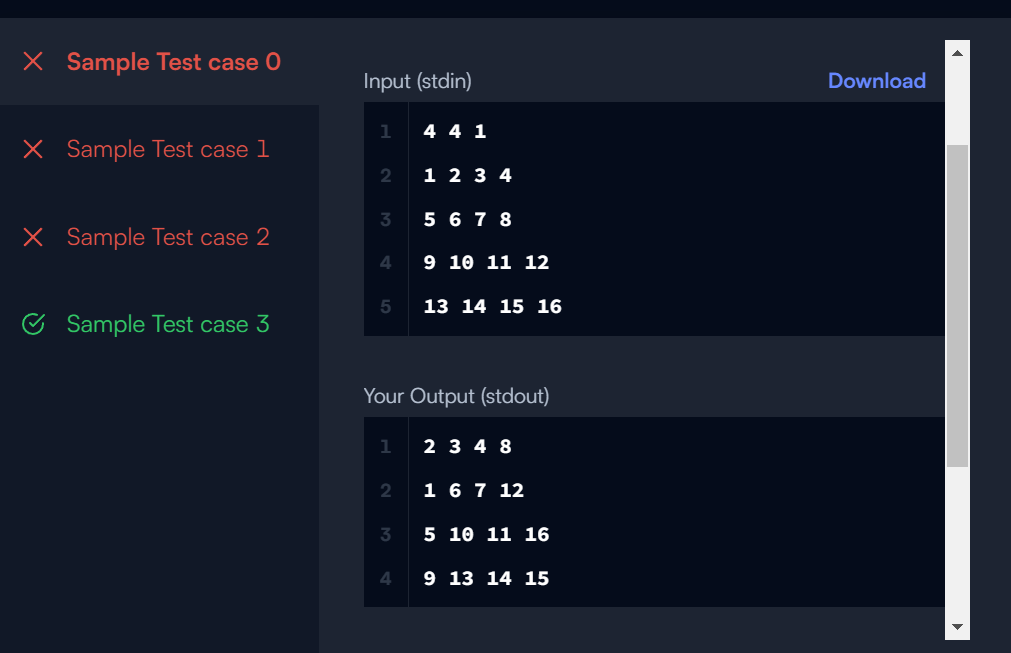 Sample Test case 0
Sample Test case 1
Sample Test case 2
Sample Test case 3
Input (stdin)
Download
1 4 4 1
2 1 2 3 4
3 5 6 7 8
4 9 10 11 12
5 13 14 15 16
Your Output (stdout)
1 2 3 4 8
2 1 6 7 12
3 5 10 11 16
4 9 13 14 15